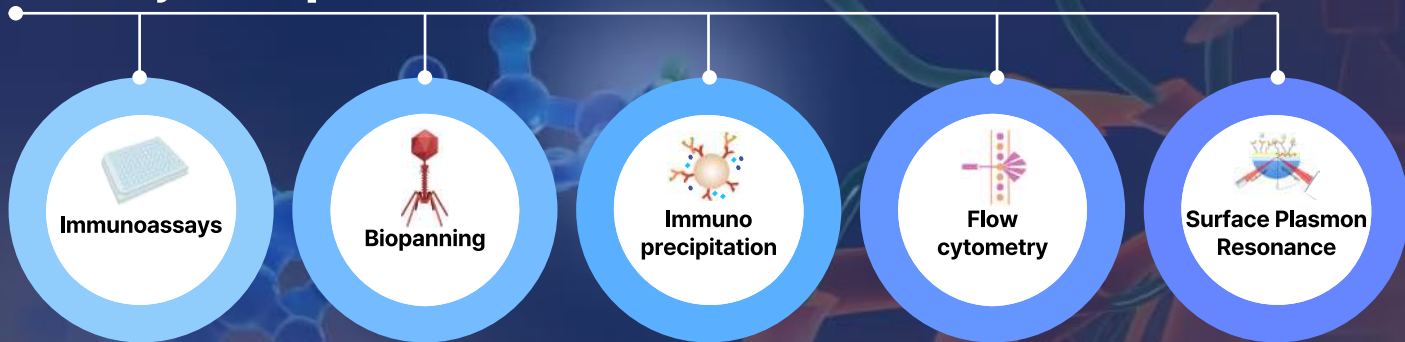 Immunoassays
Biopanning
Immuno
precipitation
Flow
cytometry
Surface Plasmon
Resonance